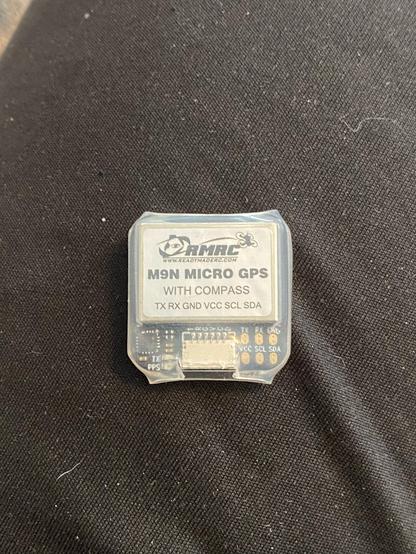 RMRC
WWW.READYMADERC.COM
M9N MICRO GPS
WITH COMPASS
TX RX GND VCC SCL SDA
TX RX GND
VCC SCL SDA
TX
PPS